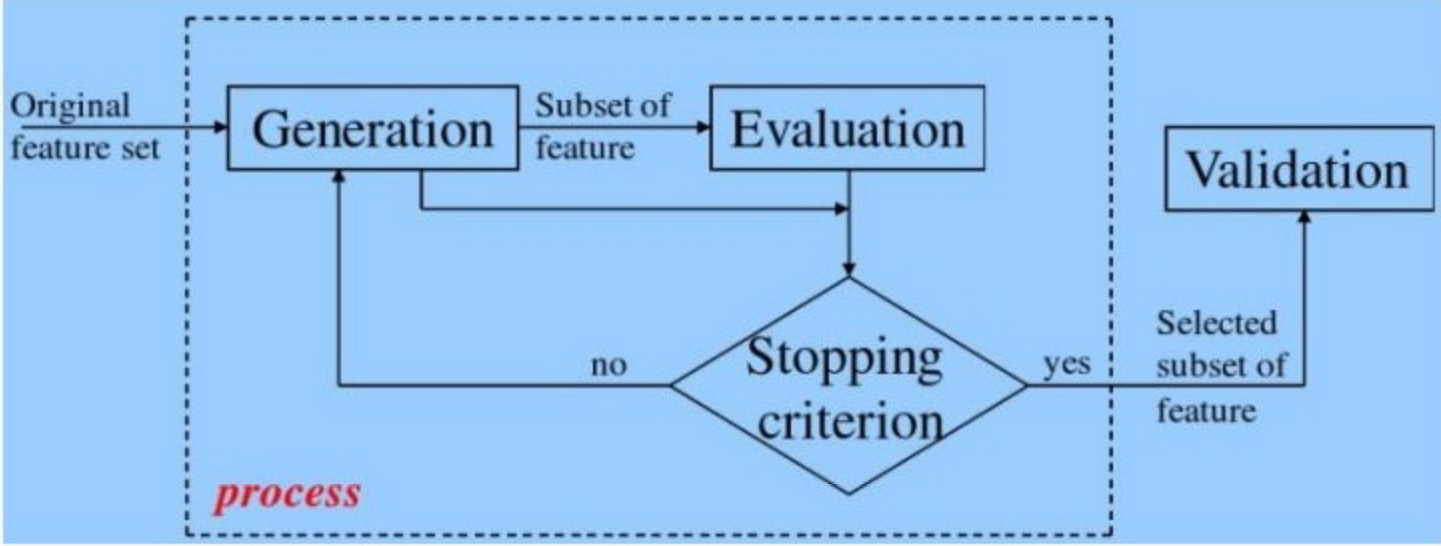 Original
feature set
Generation
Subset of
feature
Evaluation
Validation
Stopping
criterion
no
yes
Selected
subset of
feature
process